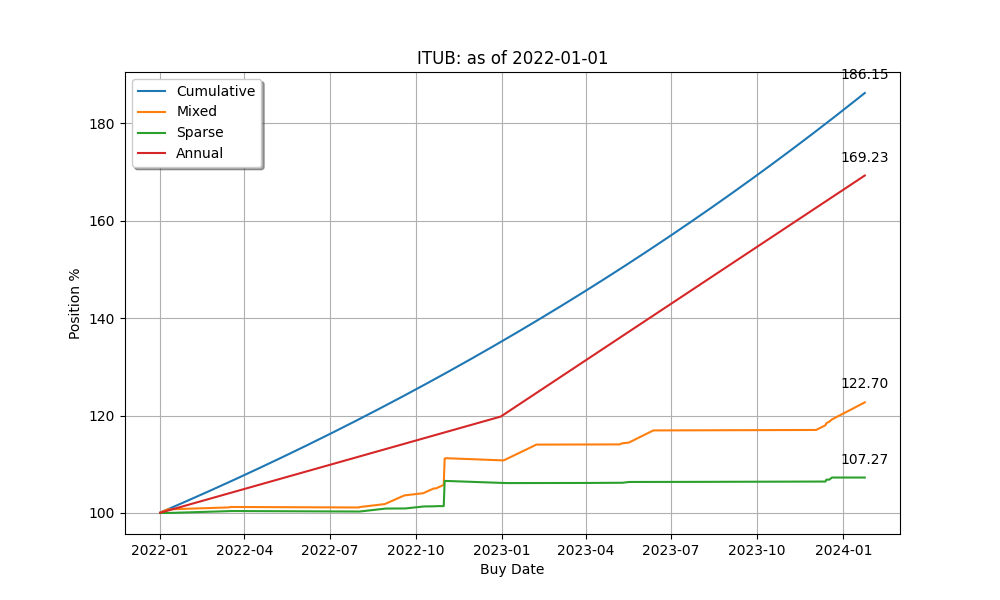 ITUB: as of 2022-01-01
Cumulative
Mixed
Sparse
Annual
186.15
169.23
122.70
107.27
180
160
140
120
100
Position %
2022-01 2022-04 2022-07 2022-10 2023-01 2023-04 2023-07 2023-10 2024-01
Buy Date